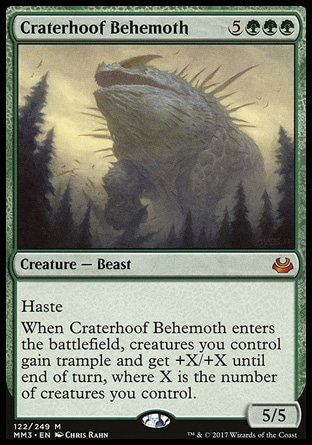 Craterhoof Behemoth 5
Creature — Beast
Haste
When Craterhoof Behemoth enters
the battlefield, creatures you control
gain trample and get +X/+X until
end of turn, where X is the number
of creatures you control.
5/5
122/249 M
MM3 • EN Chris Rahn
™ & © 2017 Wizards of the Coast